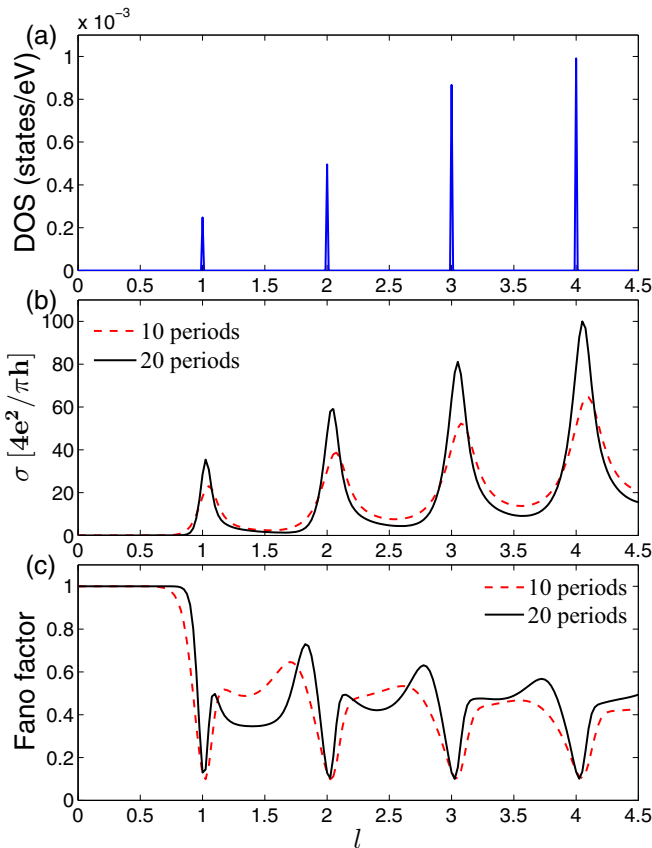 x 10⁻³
(a)
DOS (states/eV)
1
0.8
0.6
0.4
0.2
0
0 0.5 1 1.5 2 2.5 3 3.5 4 4.5
(b)
σ [4e²/πh]
100
80
60
40
20
0
10 periods
20 periods
0 0.5 1 1.5 2 2.5 3 3.5 4 4.5
(c)
Fano factor
1
0.8
0.6
0.4
0.2
0
10 periods
20 periods
0 0.5 1 1.5 2 2.5 3 3.5 4 4.5
l